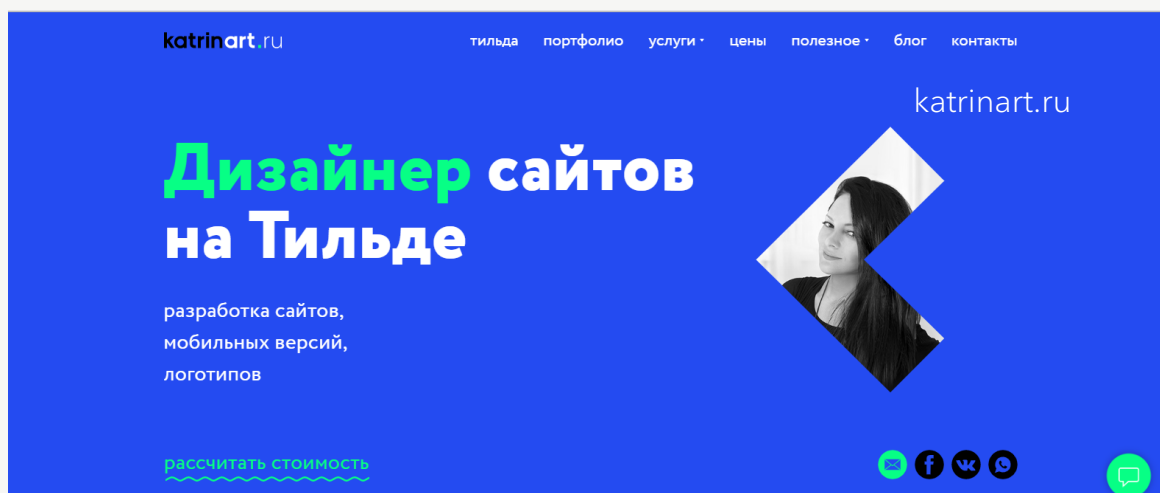 katrinart.ru
тильда портфолио услуги цены полезное блог контакты
katrinart.ru
Дизайнер сайтов
на Тильде
разработка сайтов,
мобильных версий,
логотипов
рассчитать стоимость